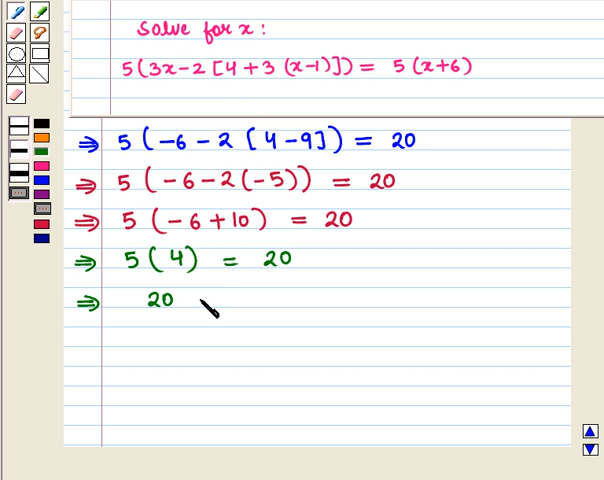 Solve for x :
5(3x-2[4+3(x-1)]) = 5(x+6)
⇒ 5(-6-2[4-9]) = 20
⇒ 5(-6-2(-5)) = 20
⇒ 5(-6+10) = 20
⇒ 5(4) = 20
⇒ 20